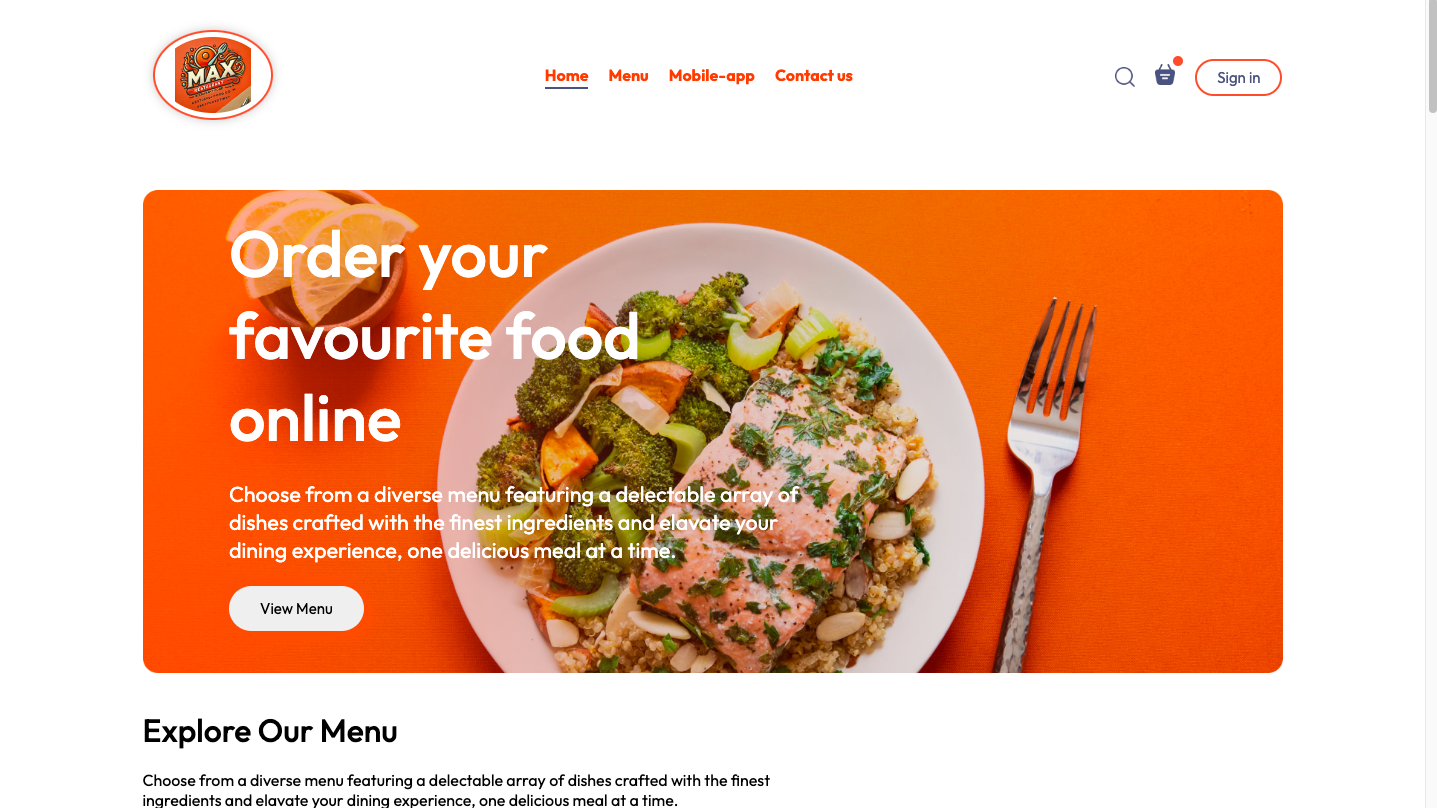 MAX
RESTAURANT
Home Menu Mobile-app Contact us
Sign in
Order your
favourite food
online
Choose from a diverse menu featuring a delectable array of
dishes crafted with the finest ingredients and elavate your
dining experience, one delicious meal at a time.
View Menu
Explore Our Menu
Choose from a diverse menu featuring a delectable array of dishes crafted with the finest
ingredients and elavate your dining experience, one delicious meal at a time.